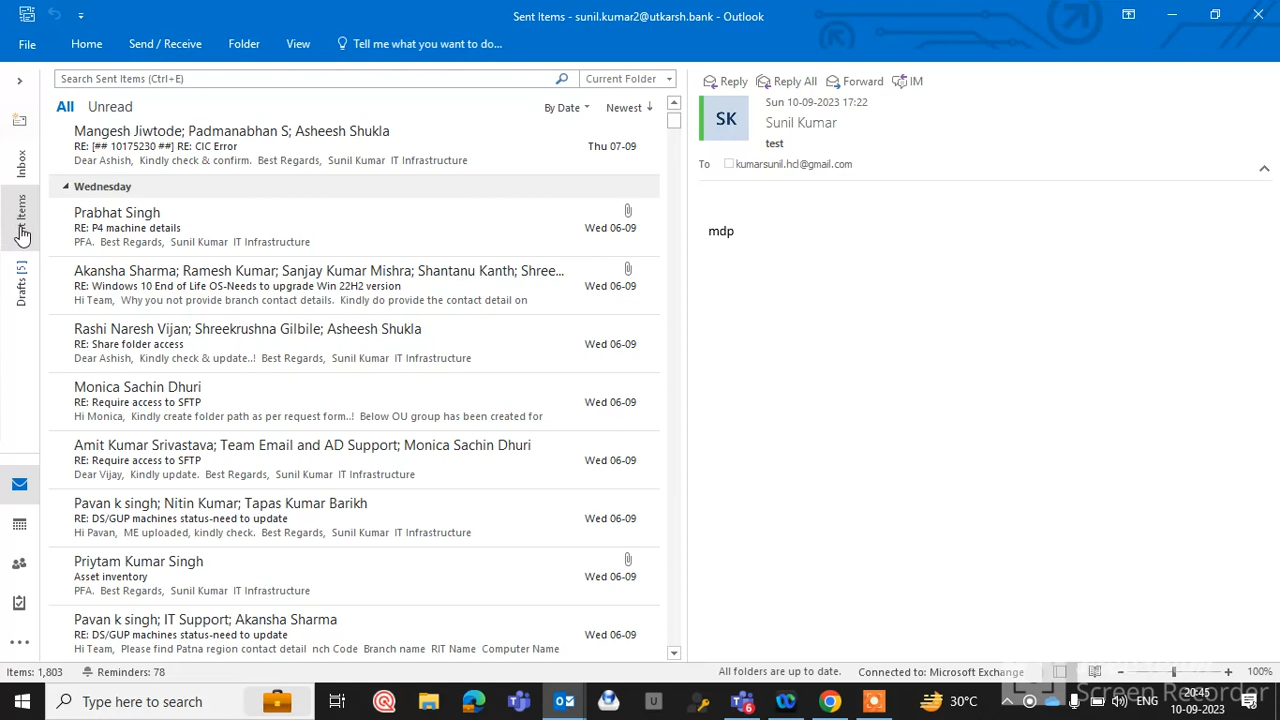 Sent Items - sunil.kumar2@utkarsh.bank - Outlook
File Home Send / Receive Folder View Tell me what you want to do...
Search Sent Items (Ctrl+E) Current Folder
All Unread By Date Newest
Mangesh Jiwtode; Padmanabhan S; Asheesh Shukla
RE: [## 10175230 ##] RE: CIC Error Thu 07-09
Dear Ashish, Kindly check & confirm. Best Regards, Sunil Kumar IT Infrastructure
Wednesday
Prabhat Singh
RE: P4 machine details Wed 06-09
PFA. Best Regards, Sunil Kumar IT Infrastructure
Akansha Sharma; Ramesh Kumar; Sanjay Kumar Mishra; Shantanu Kanth; Shree...
RE: Windows 10 End of Life OS-Needs to upgrade Win 22H2 version Wed 06-09
Hi Team, Why you not provide branch contact details. Kindly do provide the contact detail on
Rashi Naresh Vijan; Shreekrushna Gilbile; Asheesh Shukla
RE: Share folder access Wed 06-09
Dear Ashish, Kindly check & update..! Best Regards, Sunil Kumar IT Infrastructure
Monica Sachin Dhuri
RE: Require access to SFTP Wed 06-09
Hi Monica, Kindly create folder path as per request form..! Below OU group has been created for
Amit Kumar Srivastava; Team Email and AD Support; Monica Sachin Dhuri
RE: Require access to SFTP Wed 06-09
Dear Vijay, Kindly update. Best Regards, Sunil Kumar IT Infrastructure
Pavan k singh; Nitin Kumar; Tapas Kumar Barikh
RE: DS/GUP machines status-need to update Wed 06-09
Hi Pavan, ME uploaded, kindly check. Best Regards, Sunil Kumar IT Infrastructure
Priytam Kumar Singh
Asset inventory Wed 06-09
PFA. Best Regards, Sunil Kumar IT Infrastructure
Pavan k singh; IT Support; Akansha Sharma
RE: DS/GUP machines status-need to update Wed 06-09
Hi Team, Please find Patna region contact detail nch Code Branch name RIT Name Computer Name
Inbox
Items
Drafts [5]
Reply Reply All Forward IM
Sun 10-09-2023 17:22
SK Sunil Kumar
test
To kumarsunil.hcl@gmail.com
mdp
Items: 1,803 Reminders: 78 All folders are up to date. Connected to: Microsoft Exchange 100%
Type here to search 30°C ENG 20:45
10-09-2023
Screen Recorder